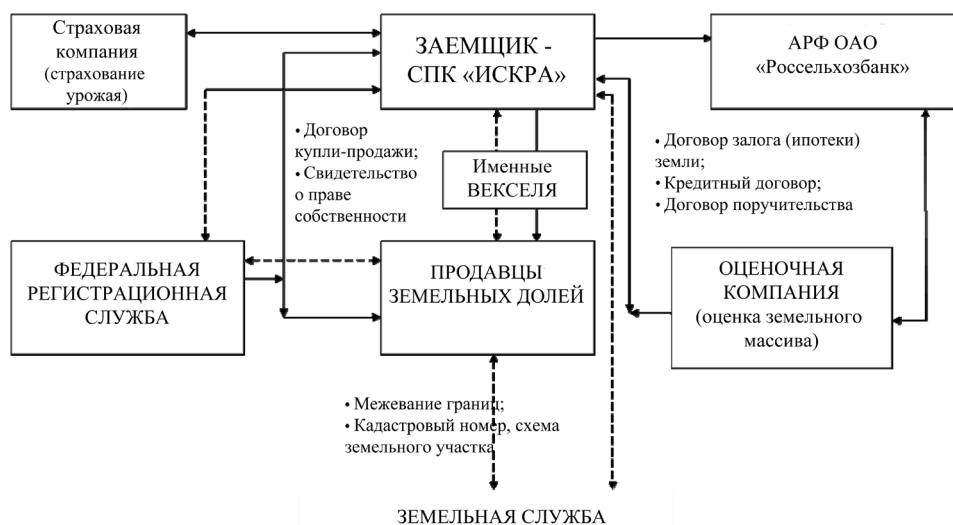 Страховая
компания
(страхование
урожая)
ЗАЕМЩИК -
СПК «ИСКРА»
АРФ ОАО
«Россельхозбанк»
• Договор
купли-продажи;
• Свидетельство
о праве
собственности
Именные
ВЕКСЕЛЯ
• Договор залога (ипотеки)
земли;
• Кредитный договор;
• Договор поручительства
ФЕДЕРАЛЬНАЯ
РЕГИСТРАЦИОННАЯ
СЛУЖБА
ПРОДАВЦЫ
ЗЕМЕЛЬНЫХ ДОЛЕЙ
ОЦЕНОЧНАЯ
КОМПАНИЯ
(оценка земельного
массива)
• Межевание границ;
• Кадастровый номер, схема
земельного участка
ЗЕМЕЛЬНАЯ СЛУЖБА